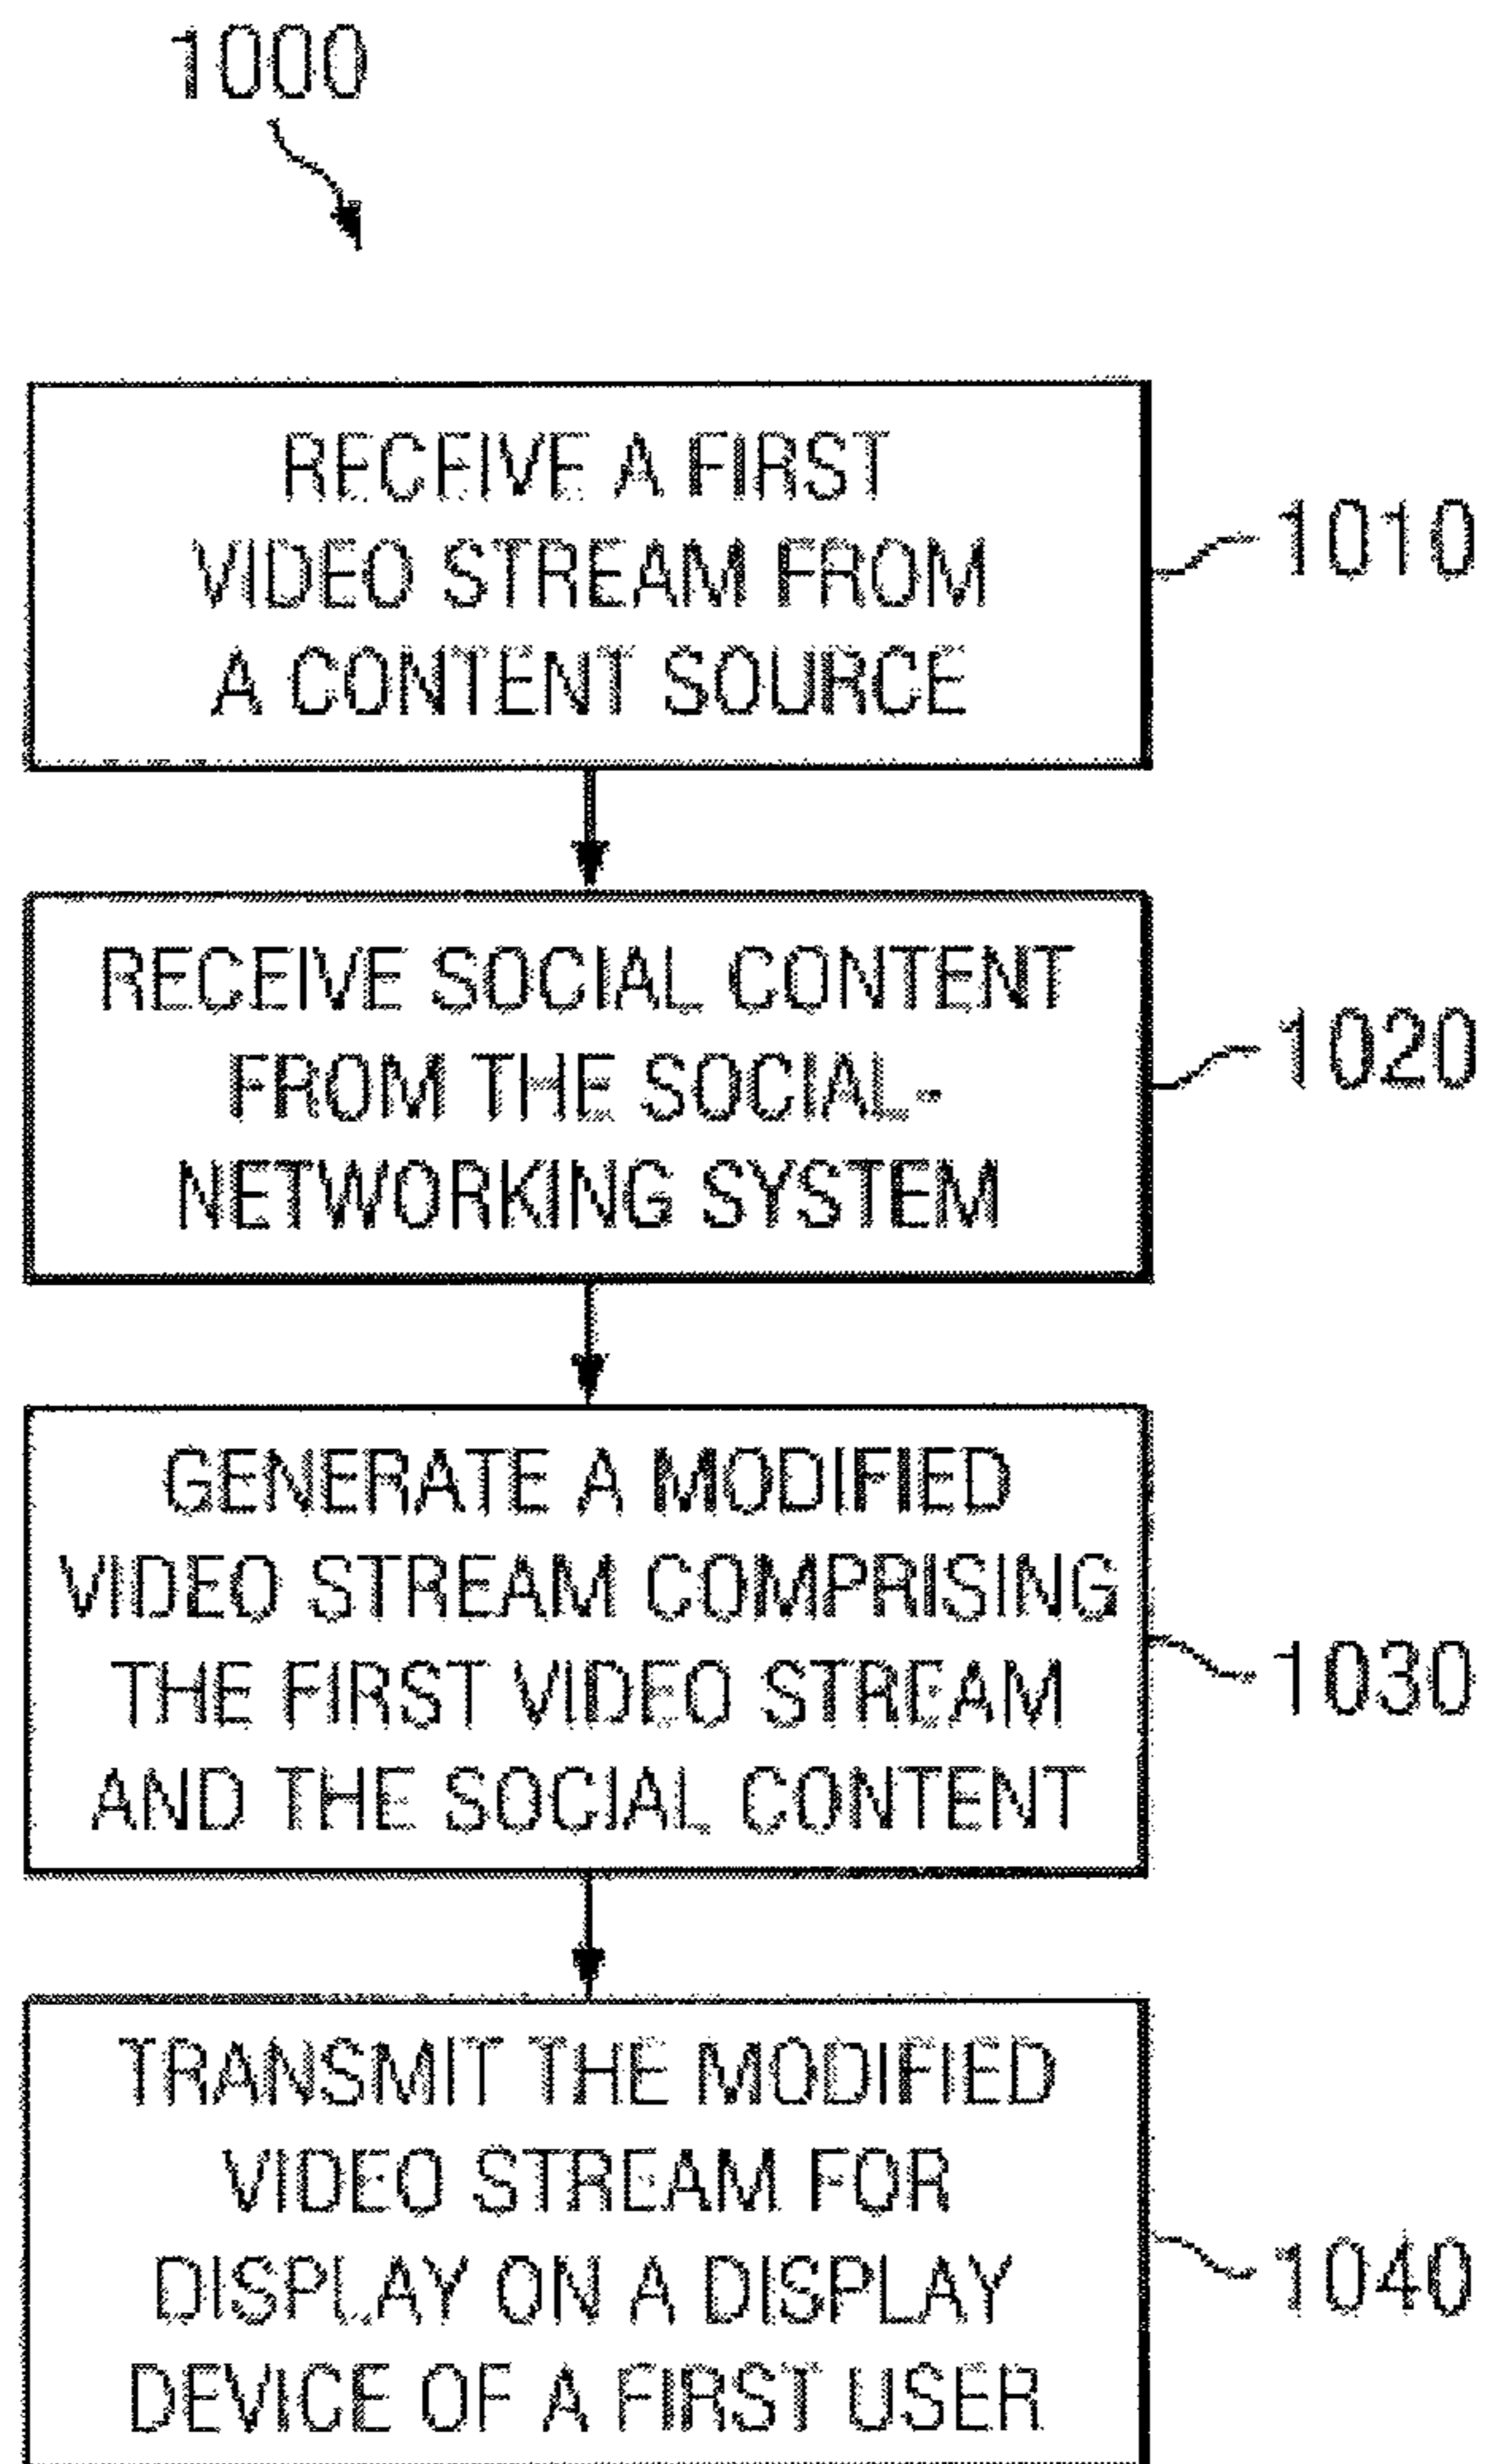 1000
RECEIVE A FIRST
VIDEO STREAM FROM
A CONTENT SOURCE
1010
RECEIVE SOCIAL CONTENT
FROM THE SOCIAL-
NETWORKING SYSTEM
1020
GENERATE A MODIFIED
VIDEO STREAM COMPRISING
THE FIRST VIDEO STREAM
AND THE SOCIAL CONTENT
1030
TRANSMIT THE MODIFIED
VIDEO STREAM FOR
DISPLAY ON A DISPLAY
DEVICE OF A FIRST USER
1040